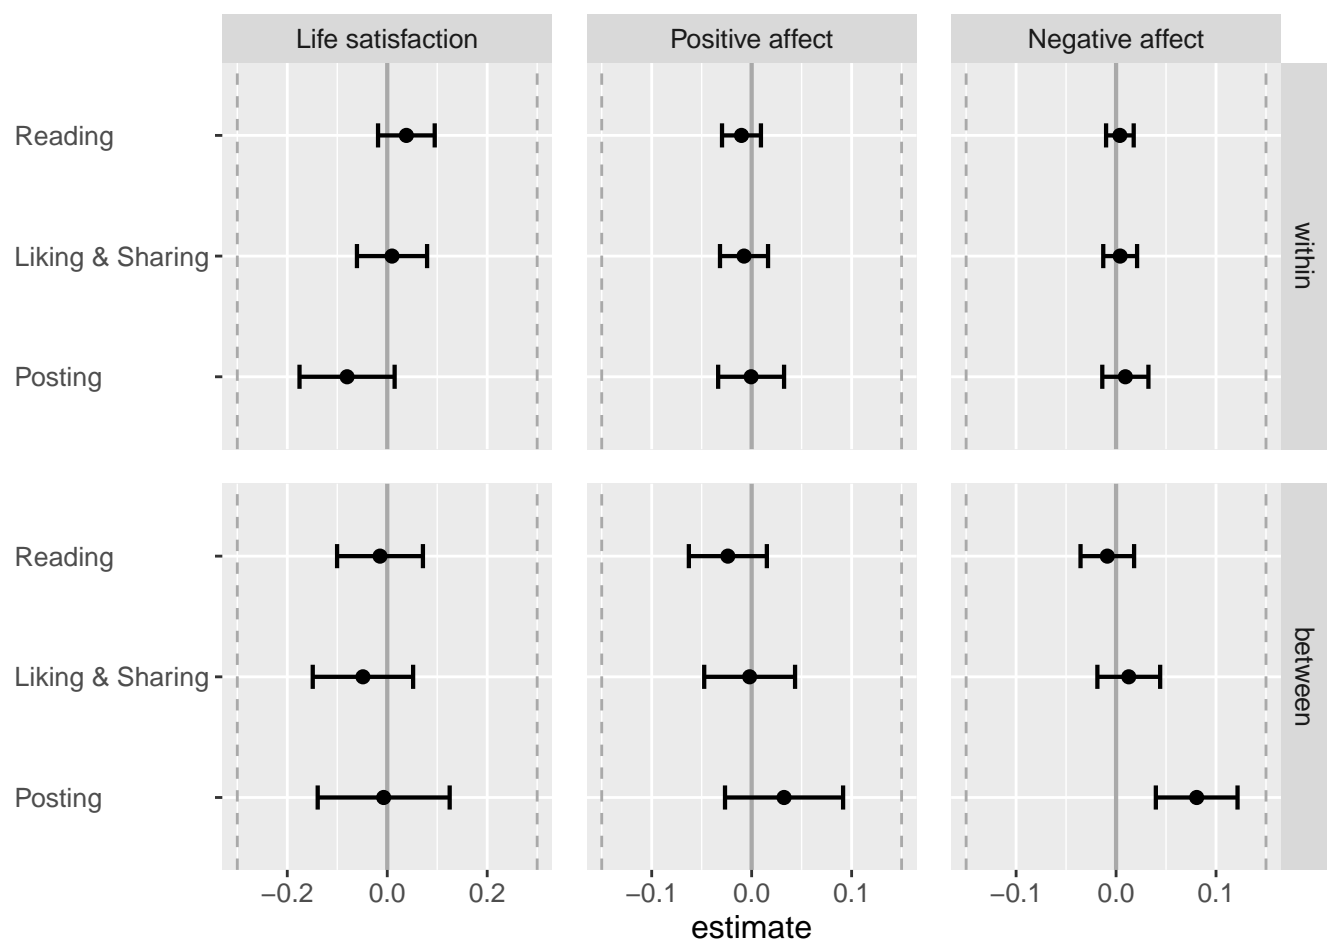 Life satisfaction
Positive affect
Negative affect
Reading
Liking & Sharing
Posting
within
Reading
Liking & Sharing
Posting
between
−0.2 0.0 0.2
−0.1 0.0 0.1
−0.1 0.0 0.1
estimate